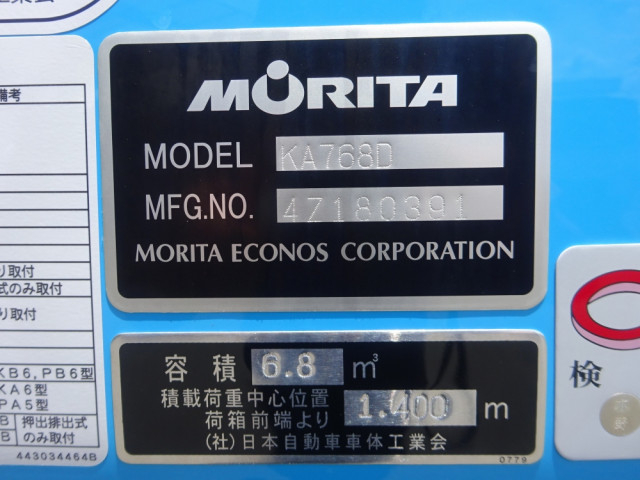 業会
備考
MORITA
MODEL KA768D
MFG.NO. 4Z180391
MORITA ECONOS CORPORATION
り取付
式のみ取付
り取付
KB6,PB6型
KA6型
PA5型
B 押出排出式
B のみ取付
443034464B
容積 6.8 m³
積載荷重中心位置
荷箱前端より 1.400 m
(社)日本自動車車体工業会
0779
検